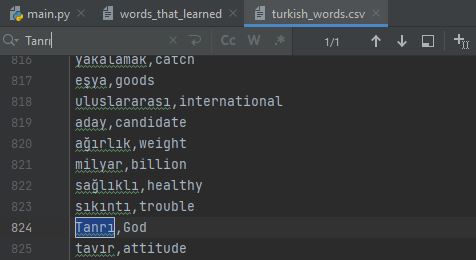 main.py words_that_learned turkish_words.csv
Tanrı Cc W .* 1/1
816 yakalamak,catch
817 eşya,goods
818 uluslararası,international
819 aday,candidate
820 ağırlık,weight
821 milyar,billion
822 sağlıklı,healthy
823 sıkıntı,trouble
824 Tanrı,God
825 tavır,attitude